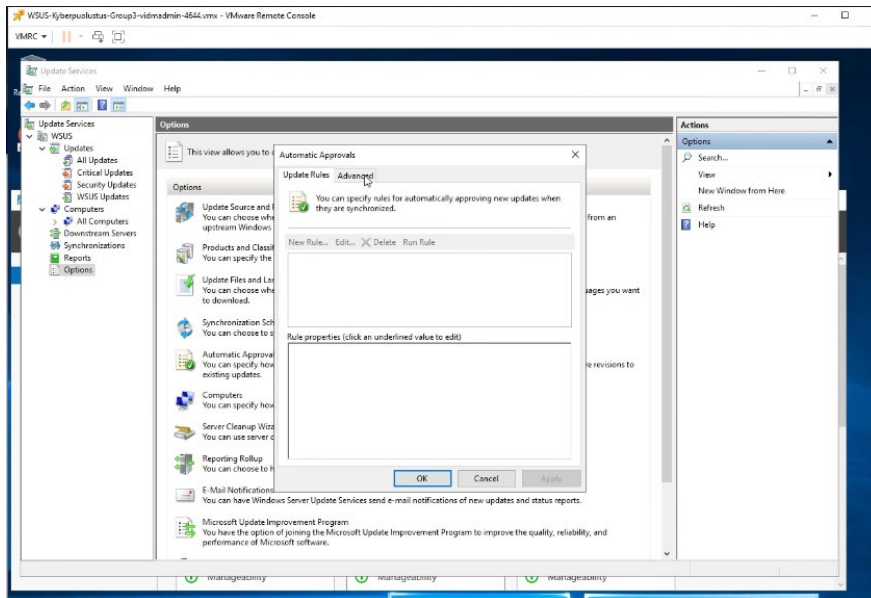 WSUS-Kyberpuolustus-Group3-vidmadmin-4644.vmx - VMware Remote Console
VMRC
Update Services
File Action View Window Help
Update Services
WSUS
Updates
All Updates
Critical Updates
Security Updates
WSUS Updates
Computers
All Computers
Downstream Servers
Synchronizations
Reports
Options
Options
This view allows you to
Options
Update Source and
You can choose whe
upstream Windows
from an
Products and Classif
You can specify the
Update Files and Lan
You can choose whe
to download.
uages you want
Synchronization Sch
You can choose to s
Automatic Approva
You can specify how
existing updates.
re revisions to
Computers
You can specify how
Server Cleanup Wiza
You can use server c
Reporting Rollup
You can choose to h
E-Mail Notifications
You can have Windows Server Update Services send e-mail notifications of new updates and status reports.
Microsoft Update Improvement Program
You have the option of joining the Microsoft Update Improvement Program to improve the quality, reliability, and
performance of Microsoft software.
Automatic Approvals
Update Rules Advanced
You can specify rules for automatically approving new updates when
they are synchronized.
New Rule... Edit... Delete Run Rule
Rule properties (click an underlined value to edit)
OK Cancel Apply
Actions
Options
Search...
View
New Window from Here
Refresh
Help
Manageability Manageability Manageability